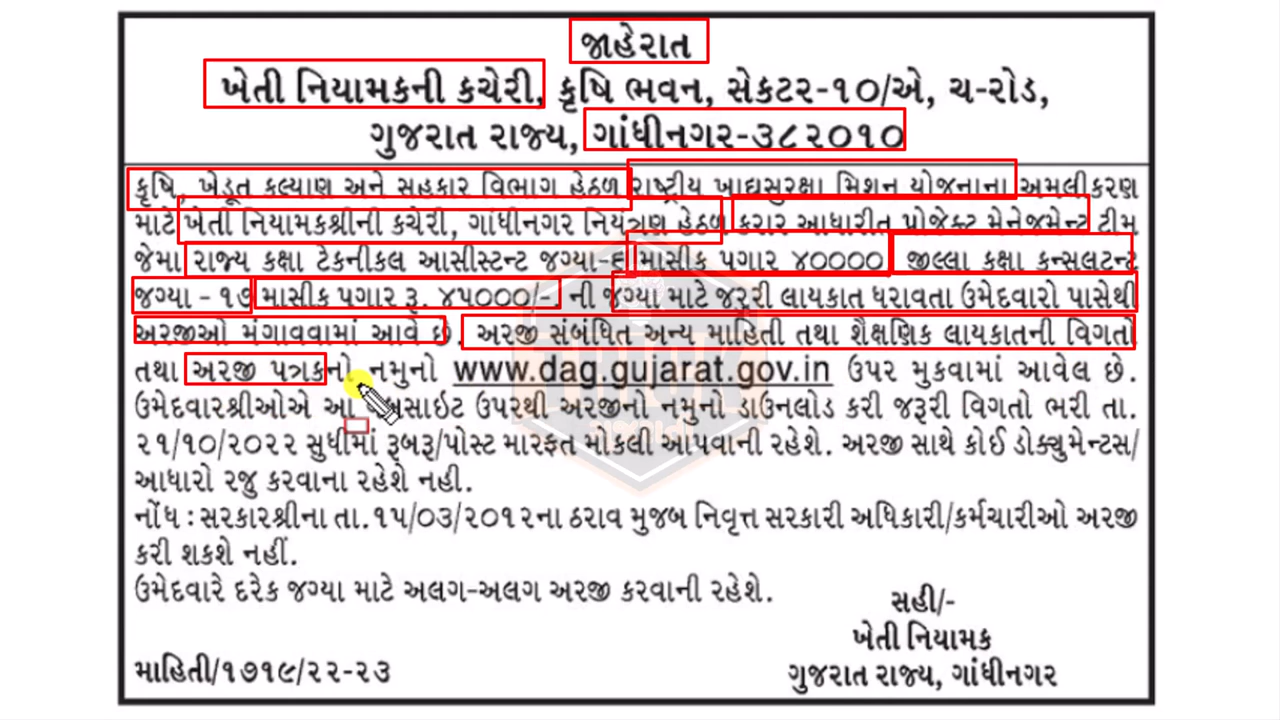 જાહેરાત
ખેતી નિયામકની કચેરી, કૃષિ ભવન, સેકટર-૧૦/એ, ચ-રોડ,
ગુજરાત રાજ્ય, ગાંધીનગર-૩૮૨૦૧૦
કૃષિ, ખેડૂત કલ્યાણ અને સહકાર વિભાગ હેઠળ રાષ્ટ્રીય ખાદ્યસુરક્ષા મિશન યોજનાના અમલીકરણ
માટે ખેતી નિયામકશ્રીની કચેરી, ગાંધીનગર નિયંત્રણ હેઠળ કરાર આધારીત પ્રોજેક્ટ મેનેજમેન્ટ ટીમ
જેમા રાજ્ય કક્ષા ટેકનીકલ આસીસ્ટન્ટ જગ્યા-૬ માસીક પગાર ૪૦૦૦૦ જીલ્લા કક્ષા કન્સલટન્ટ
જગ્યા - ૧૭ માસીક પગાર રૂ. ૪૫૦૦૦/-. ની જગ્યા માટે જરૂરી લાયકાત ધરાવતા ઉમેદવારો પાસેથી
અરજીઓ મંગાવવામાં આવે છે. અરજી સંબંધિત અન્ય માહિતી તથા શૈક્ષણિક લાયકાતની વિગતો
તથા અરજી પત્રકનો નમુનો www.dag.gujarat.gov.in ઉપર મુકવામાં આવેલ છે.
ઉમેદવારશ્રીઓએ આ ઉપરથી અરજીનો નમુનો ડાઉનલોડ કરી જરૂરી વિગતો ભરી તા.
૨૧/૧૦/૨૦૨૨ સુધીમાં રૂબરૂ/પોસ્ટ મારફત મોકલી આપવાની રહેશે. અરજી સાથે કોઈ ડોક્યુમેન્ટસ/
આધારો રજુ કરવાના રહેશે નહી.
નોંધ : સરકારશ્રીના તા.૧૫/૦૩/૨૦૧૨ના ઠરાવ મુજબ નિવૃત્ત સરકારી અધિકારી/કર્મચારીઓ અરજી
કરી શકશે નહીં.
ઉમેદવારે દરેક જગ્યા માટે અલગ-અલગ અરજી કરવાની રહેશે.
સહી/-
ખેતી નિયામક
માહિતી/૧૭૧૯/૨૨-૨૩
ગુજરાત રાજ્ય, ગાંધીનગર